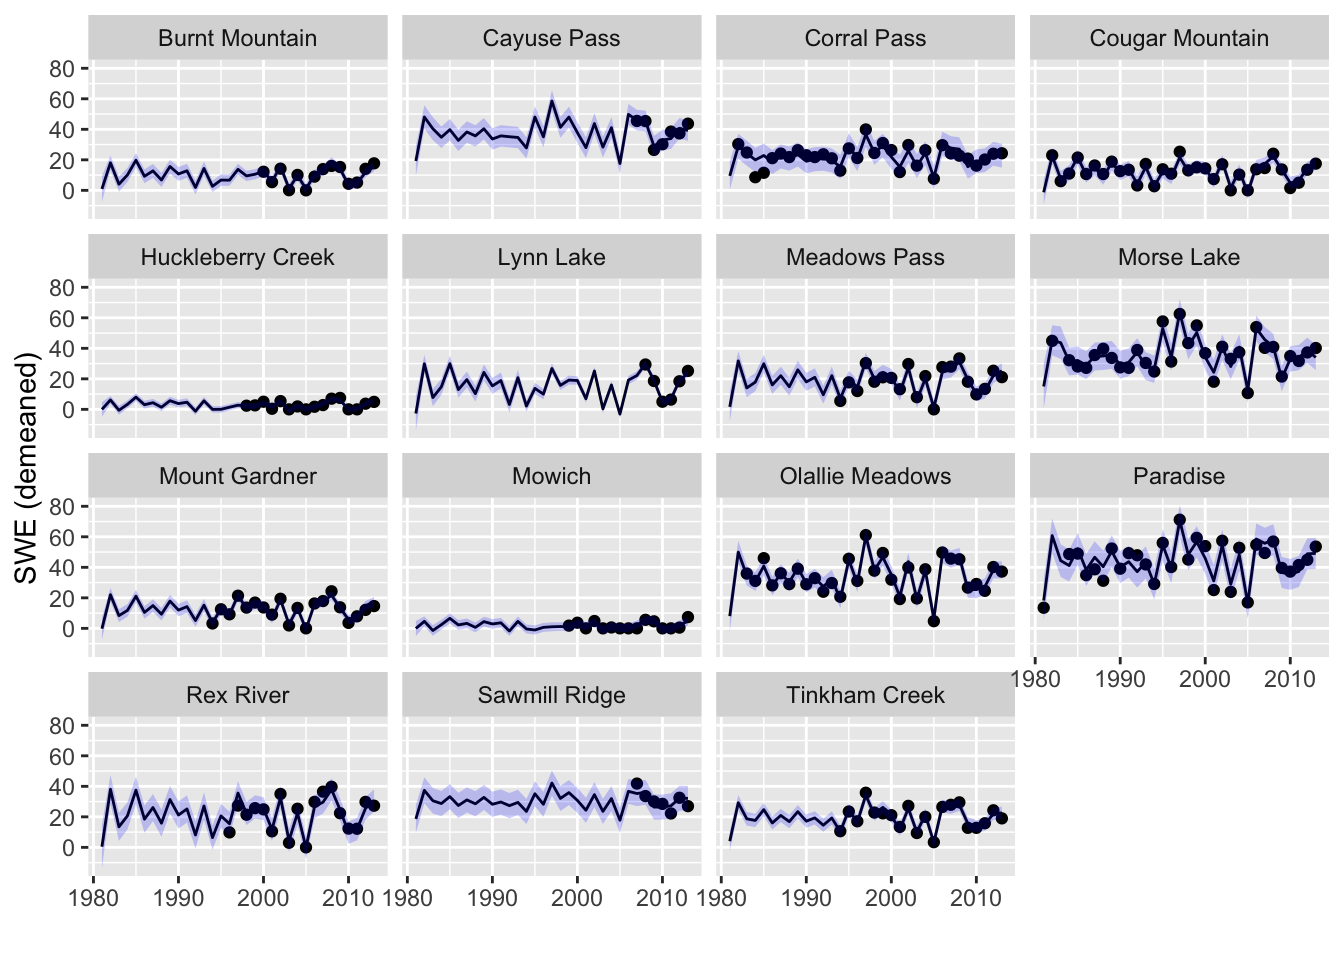 Burnt Mountain
Cayuse Pass
Corral Pass
Cougar Mountain
80
60
40
20
0
Huckleberry Creek
Lynn Lake
Meadows Pass
Morse Lake
80
60
40
20
0
SWE (demeaned)
Mount Gardner
Mowich
Olallie Meadows
Paradise
80
60
40
20
0
1980 1990 2000 2010
Rex River
Sawmill Ridge
Tinkham Creek
80
60
40
20
0
1980 1990 2000 2010 1980 1990 2000 2010 1980 1990 2000 2010